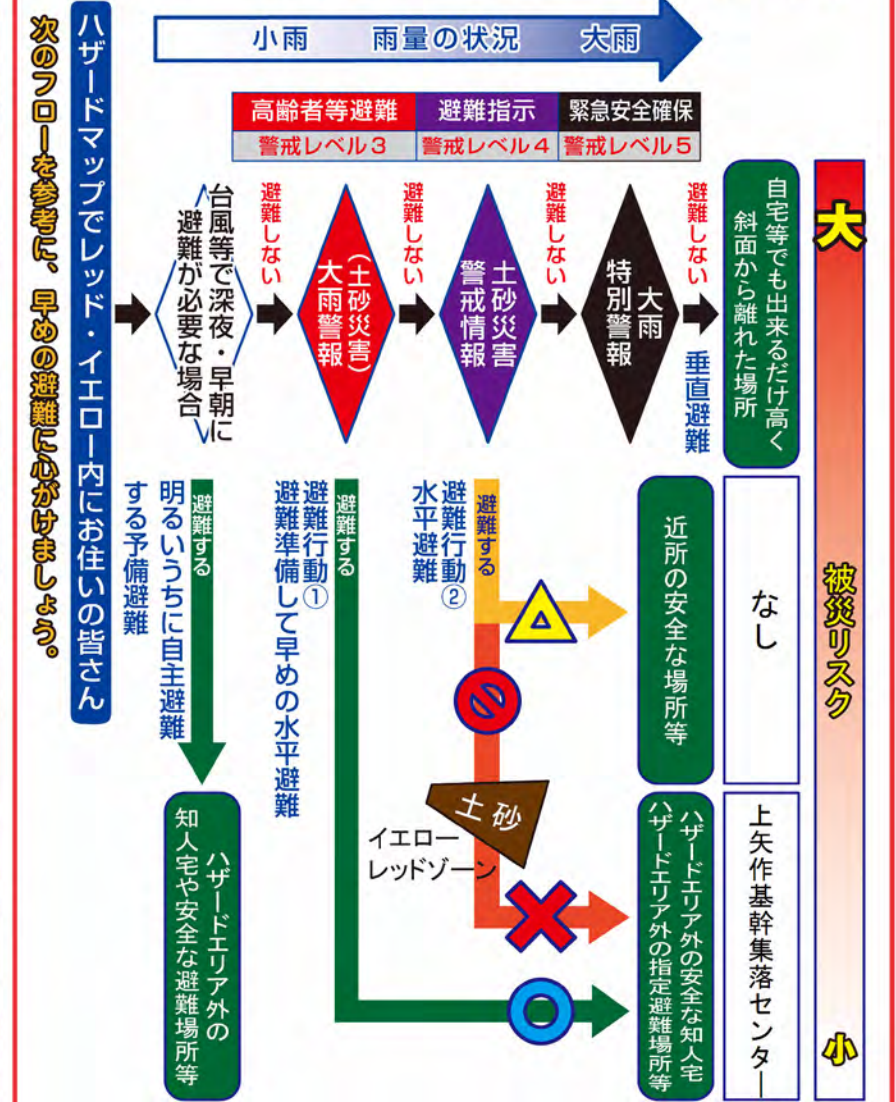 ハザードマップでレッド・イエロー内にお住いの皆さん
次のフローを参考に、早めの避難に心がけましょう。
小雨 雨量の状況 大雨
高齢者等避難
警戒レベル3
避難指示
警戒レベル4
緊急安全確保
警戒レベル5
台風等で深夜・早朝に
避難が必要な場合
避難しない
(土砂災害)
大雨警報
避難しない
土砂災害
警戒情報
避難しない
大雨
特別警報
避難しない
垂直避難
自宅等でも出来るだけ高く
斜面から離れた場所
避難する
明るいうちに自主避難
する予備避難
ハザードエリア外の
知人宅や安全な避難場所等
避難する
避難行動①
避難準備して早めの水平避難
避難する
避難行動②
水平避難
土砂
イエロー
レッドゾーン
近所の安全な場所等
なし
ハザードエリア外の安全な知人宅
ハザードエリア外の指定避難場所等
上矢作基幹集落センター
大
被災リスク
小